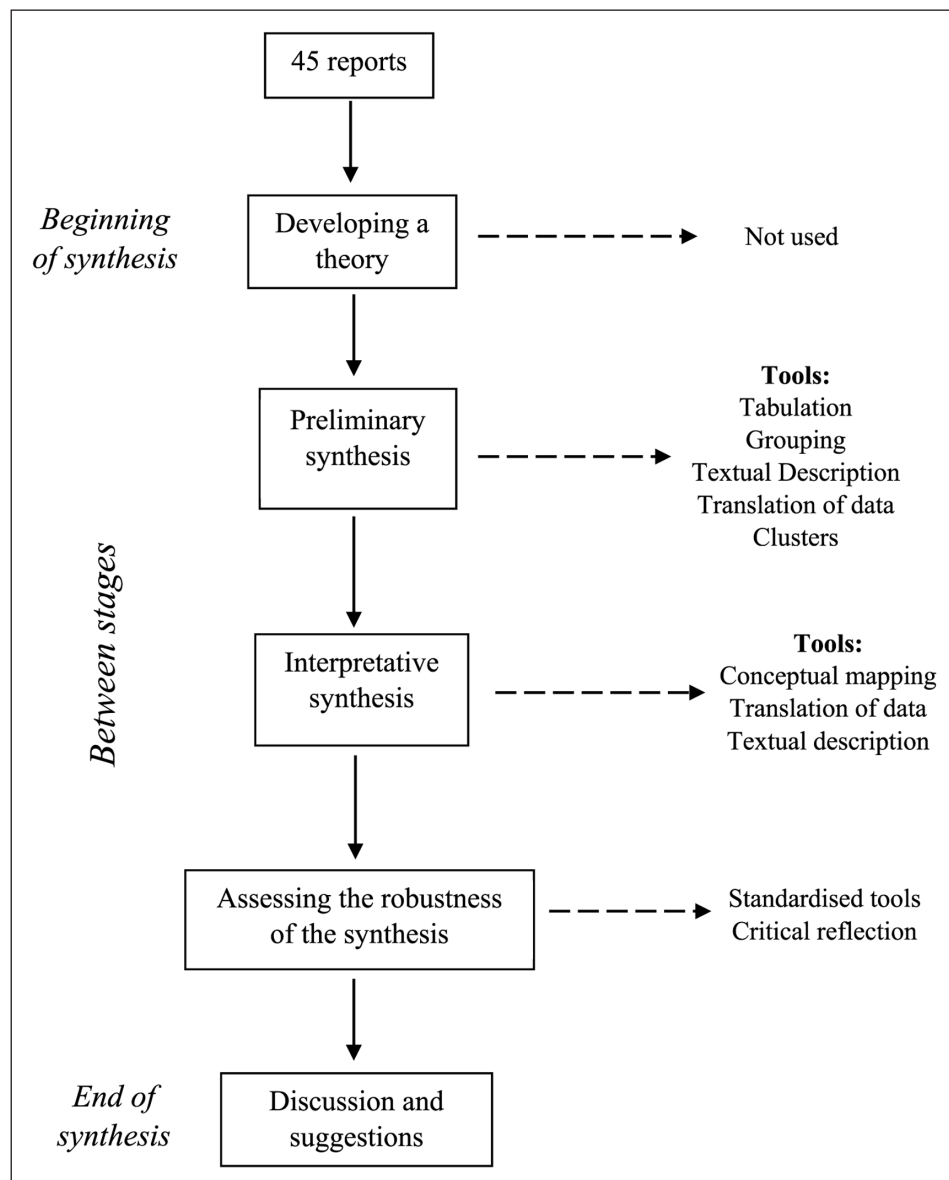 45 reports
Beginning
of synthesis
Developing a
theory
Not used
Preliminary
synthesis
Tools:
Tabulation
Grouping
Textual Description
Translation of data
Clusters
Between stages
Interpretative
synthesis
Tools:
Conceptual mapping
Translation of data
Textual description
Assessing the robustness
of the synthesis
Standardised tools
Critical reflection
End of
synthesis
Discussion and
suggestions